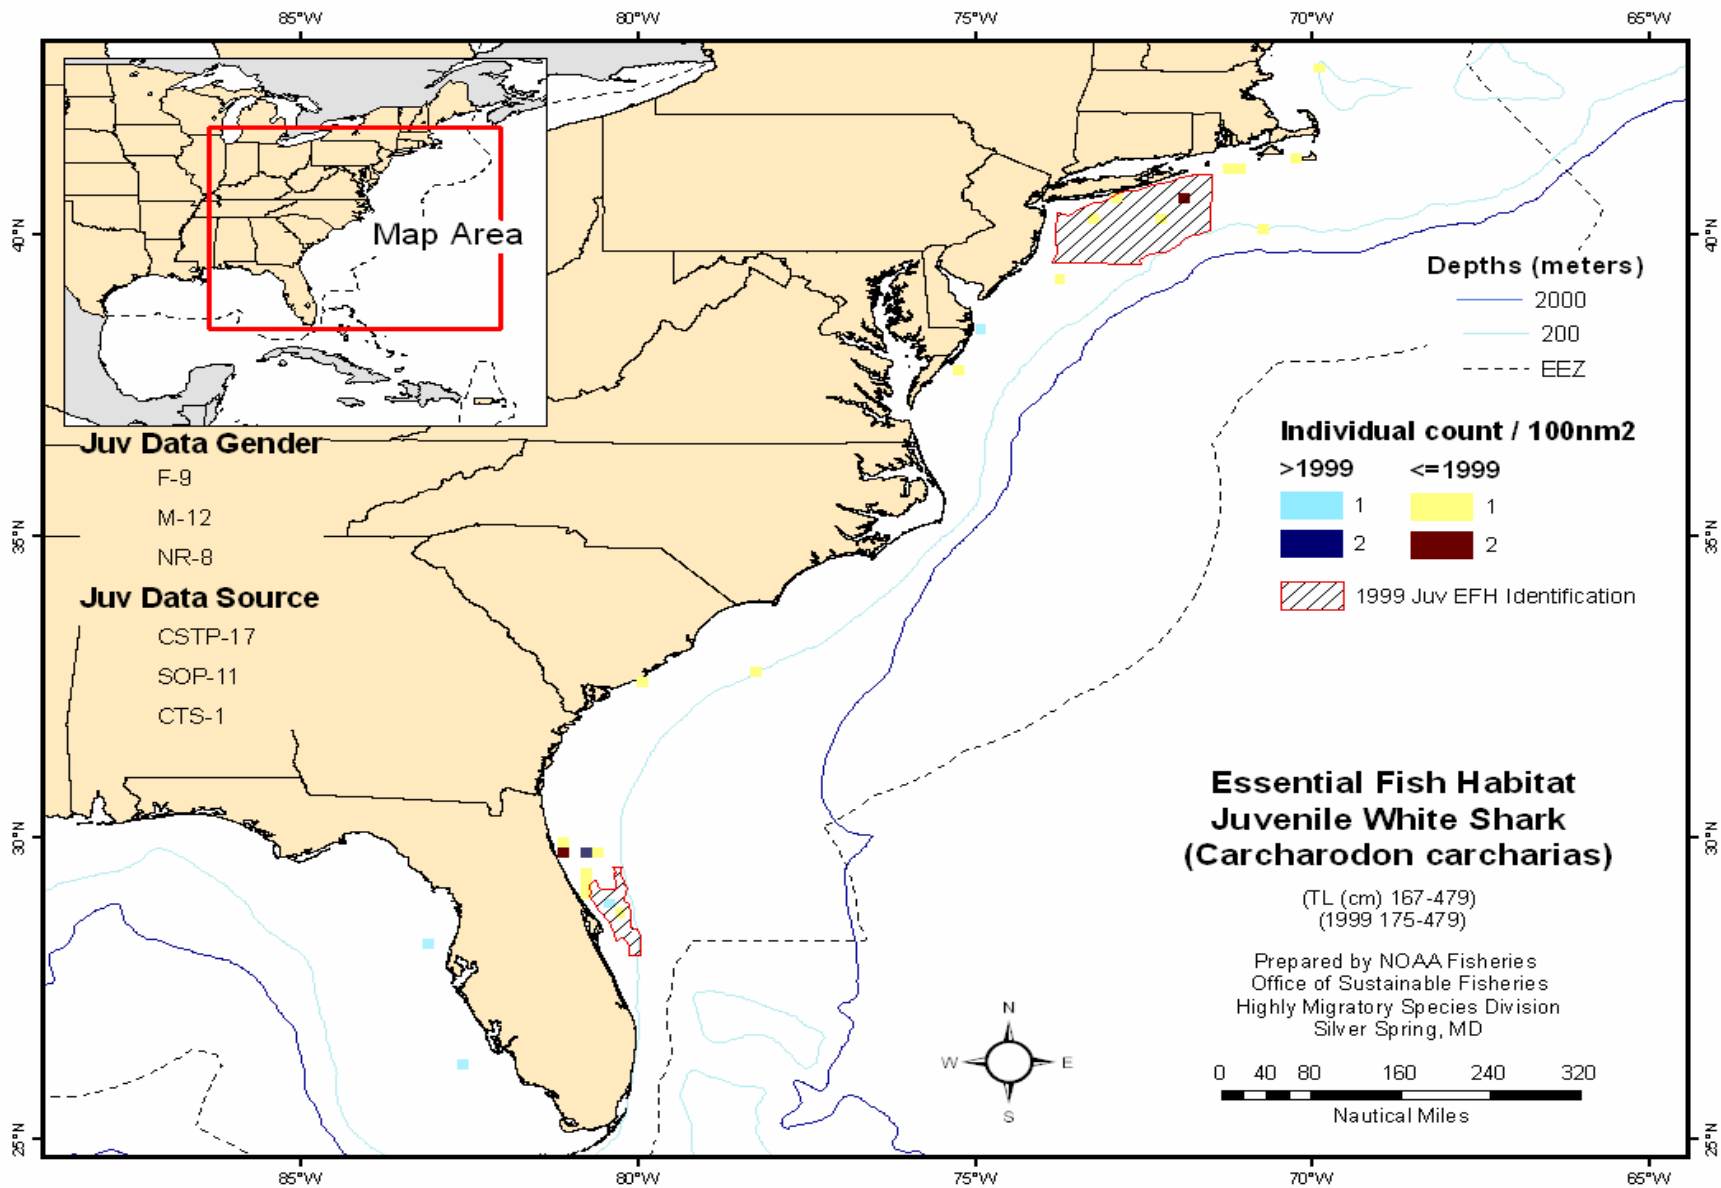 85°W 80°W 75°W 70°W 65°W
Map Area
40°N 40°N
Depths (meters)
2000
200
EEZ
Juv Data Gender
F-9
M-12
NR-8
Individual count / 100nm2
>1999 <=1999
1 1
2 2
35°N 35°N
1999 Juv EFH Identification
Juv Data Source
CSTP-17
SOP-11
CTS-1
Essential Fish Habitat
Juvenile White Shark
(Carcharodon carcharias)
30°N 30°N
(TL (cm) 167-479)
(1999 175-479)
Prepared by NOAA Fisheries
Office of Sustainable Fisheries
Highly Migratory Species Division
Silver Spring, MD
N
W E
S
0 40 80 160 240 320
Nautical Miles
25°N 25°N
85°W 80°W 75°W 70°W 65°W